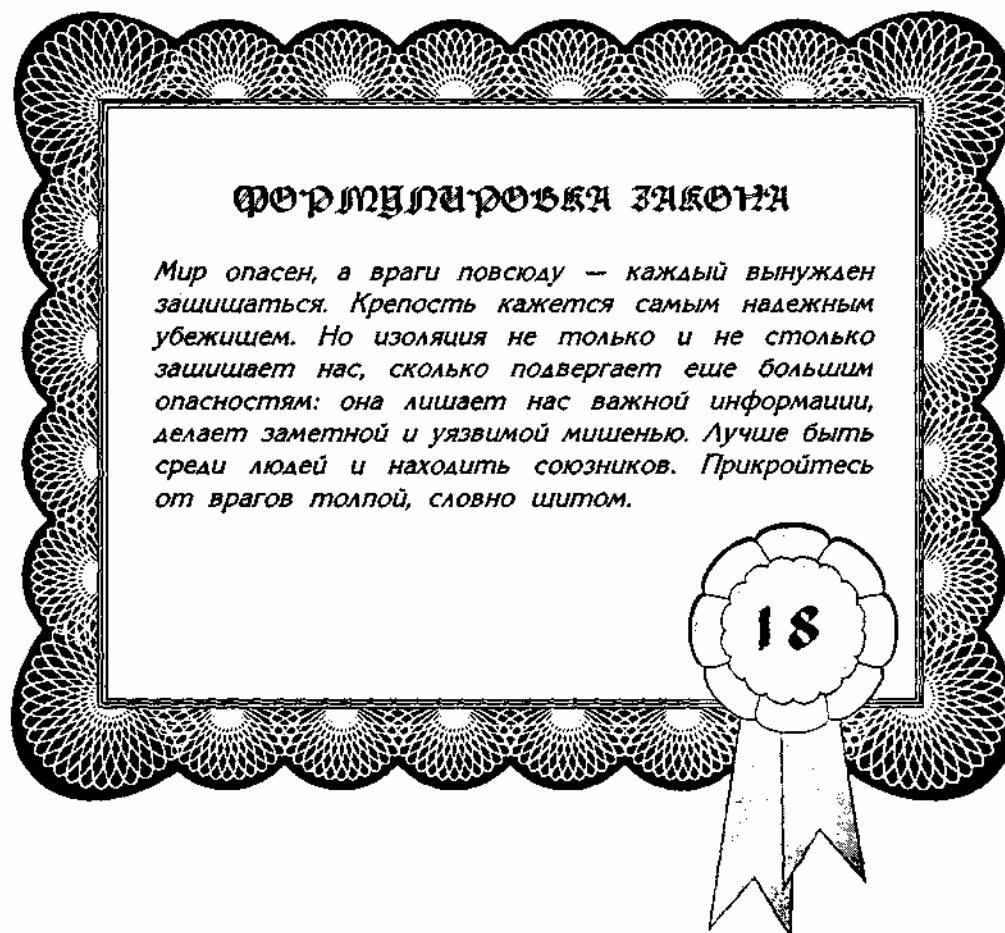 ФОРМУЛИРОВКА ЗАКОНА
Мир опасен, а враги повсюду — каждый вынужден
защищаться. Крепость кажется самым надежным
убежищем. Но изоляция не только и не столько
защищает нас, сколько подвергает еще большим
опасностям: она лишает нас важной информации,
делает заметной и уязвимой мишенью. Лучше быть
среди людей и находить союзников. Прикройтесь
от врагов толпой, словно щитом.
18